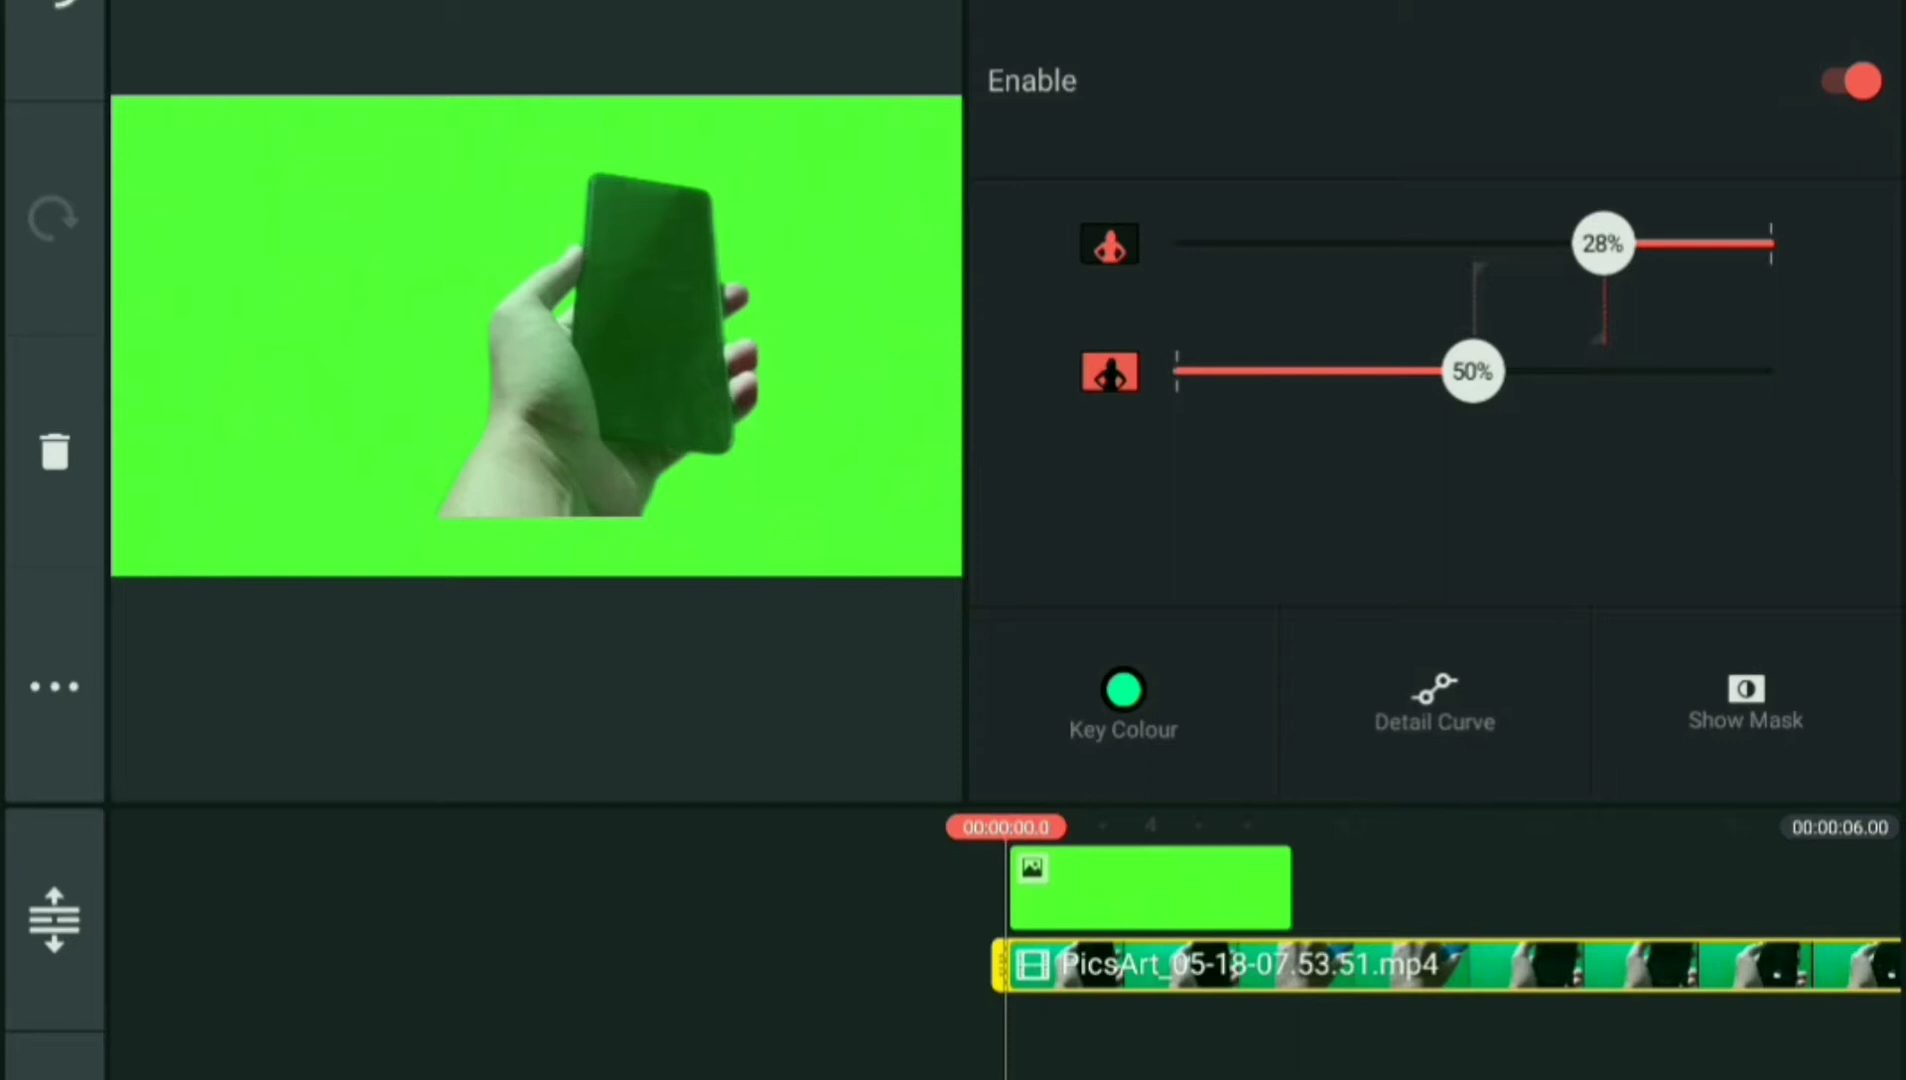 Enable
28%
50%
Key Colour
Detail Curve
Show Mask
00:00:00.0
4
00:00:06.00
PicsArt_05-18-07.53.51.mp4